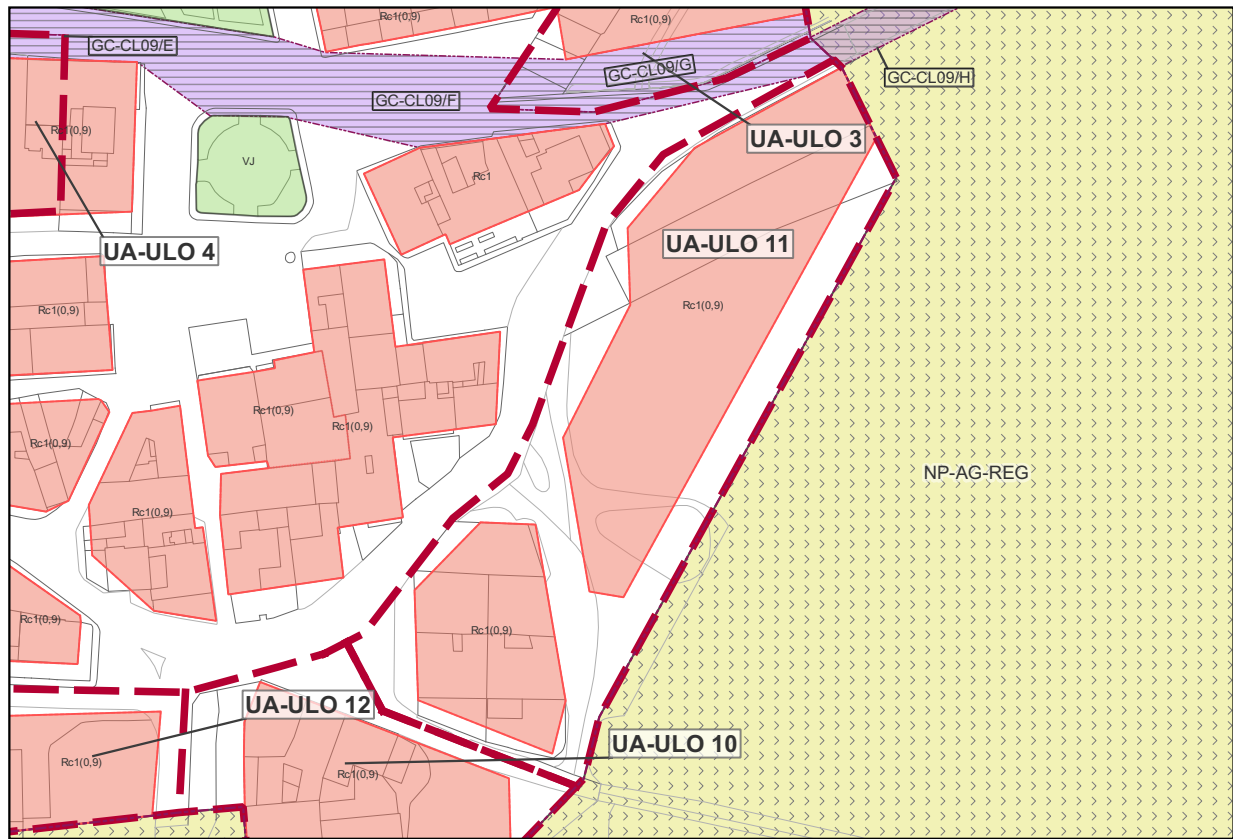 Rc1(0,9)
Rc1(0,9)
GC-CL09/E
GC-CL09/G
GC-CL09/H
GC-CL09/F
Rc1(0,9)
UA-ULO 3
VJ
Rc1
UA-ULO 4
UA-ULO 11
Rc1(0,9)
Rc1(0,9)
Rc1(0,9)
Rc1(0,9)
Rc1(0,9)
NP-AG-REG
Rc1(0,9)
Rc1(0,9)
Rc1(0,9)
UA-ULO 12
UA-ULO 10
Rc1(0,9)
Rc1(0,9)